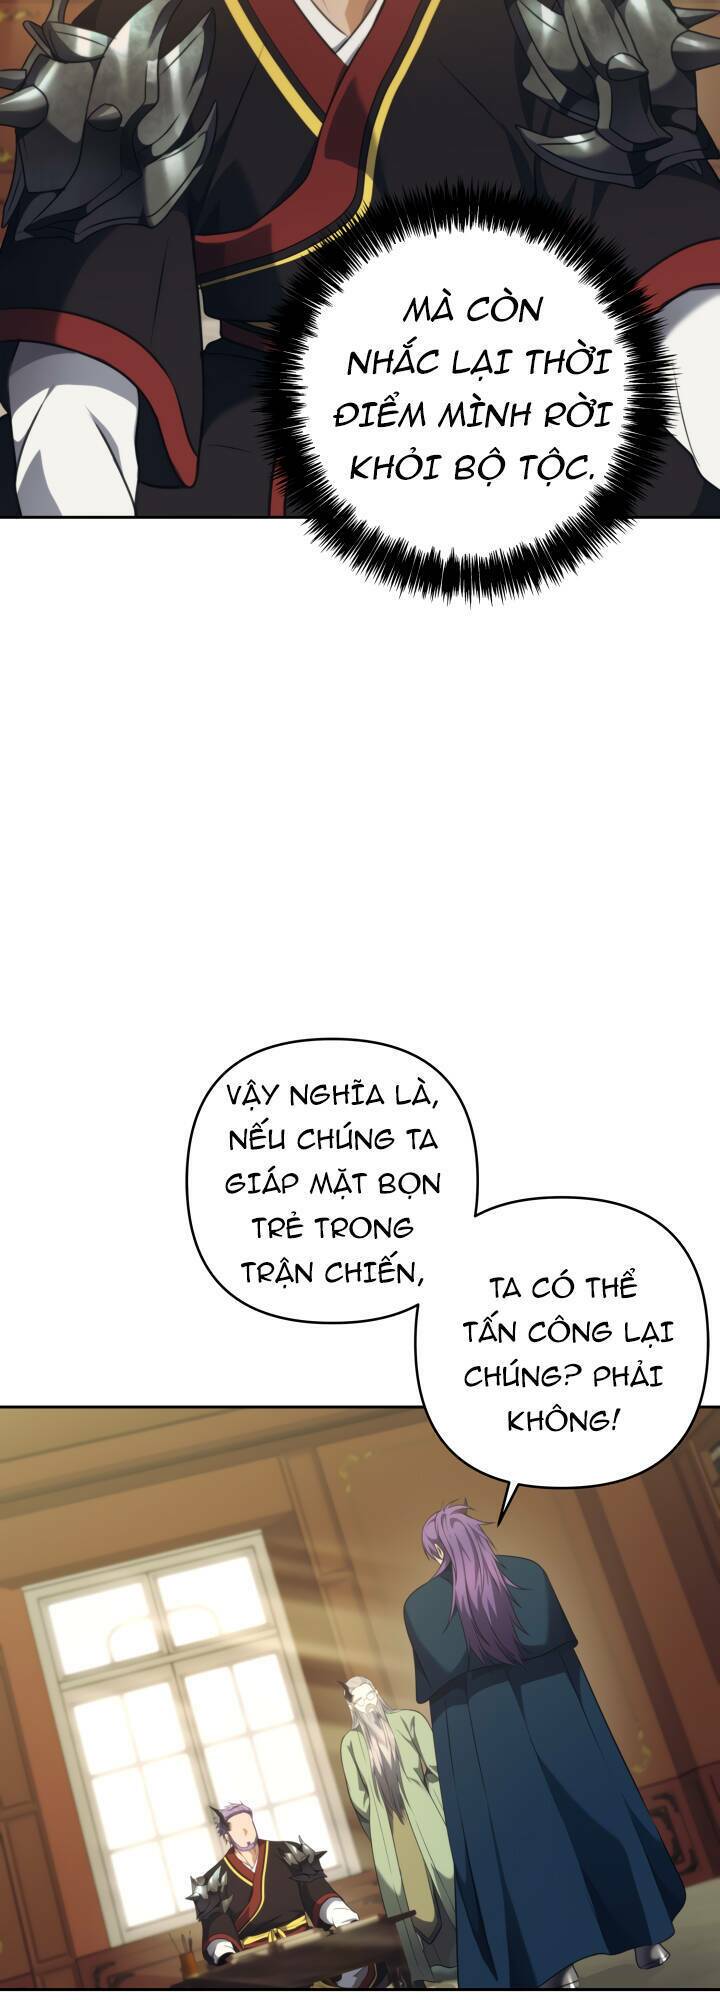 MÀ CÒN
NHẮC LẠI THỜI
ĐIỂM MÌNH RỜI
KHỎI BỘ TỘC.
VẬY NGHĨA LÀ,
NẾU CHÚNG TA
GIÁP MẶT BỌN
TRẺ TRONG
TRẬN CHIẾN,
TA CÓ THỂ
TẤN CÔNG LẠI
CHÚNG? PHẢI
KHÔNG!